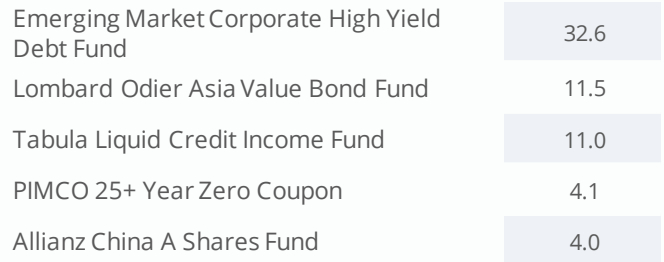 Emerging Market Corporate High Yield
Debt Fund
32.6
Lombard Odier Asia Value Bond Fund 11.5
Tabula Liquid Credit Income Fund 11.0
PIMCO 25+ Year Zero Coupon 4.1
Allianz China A Shares Fund 4.0